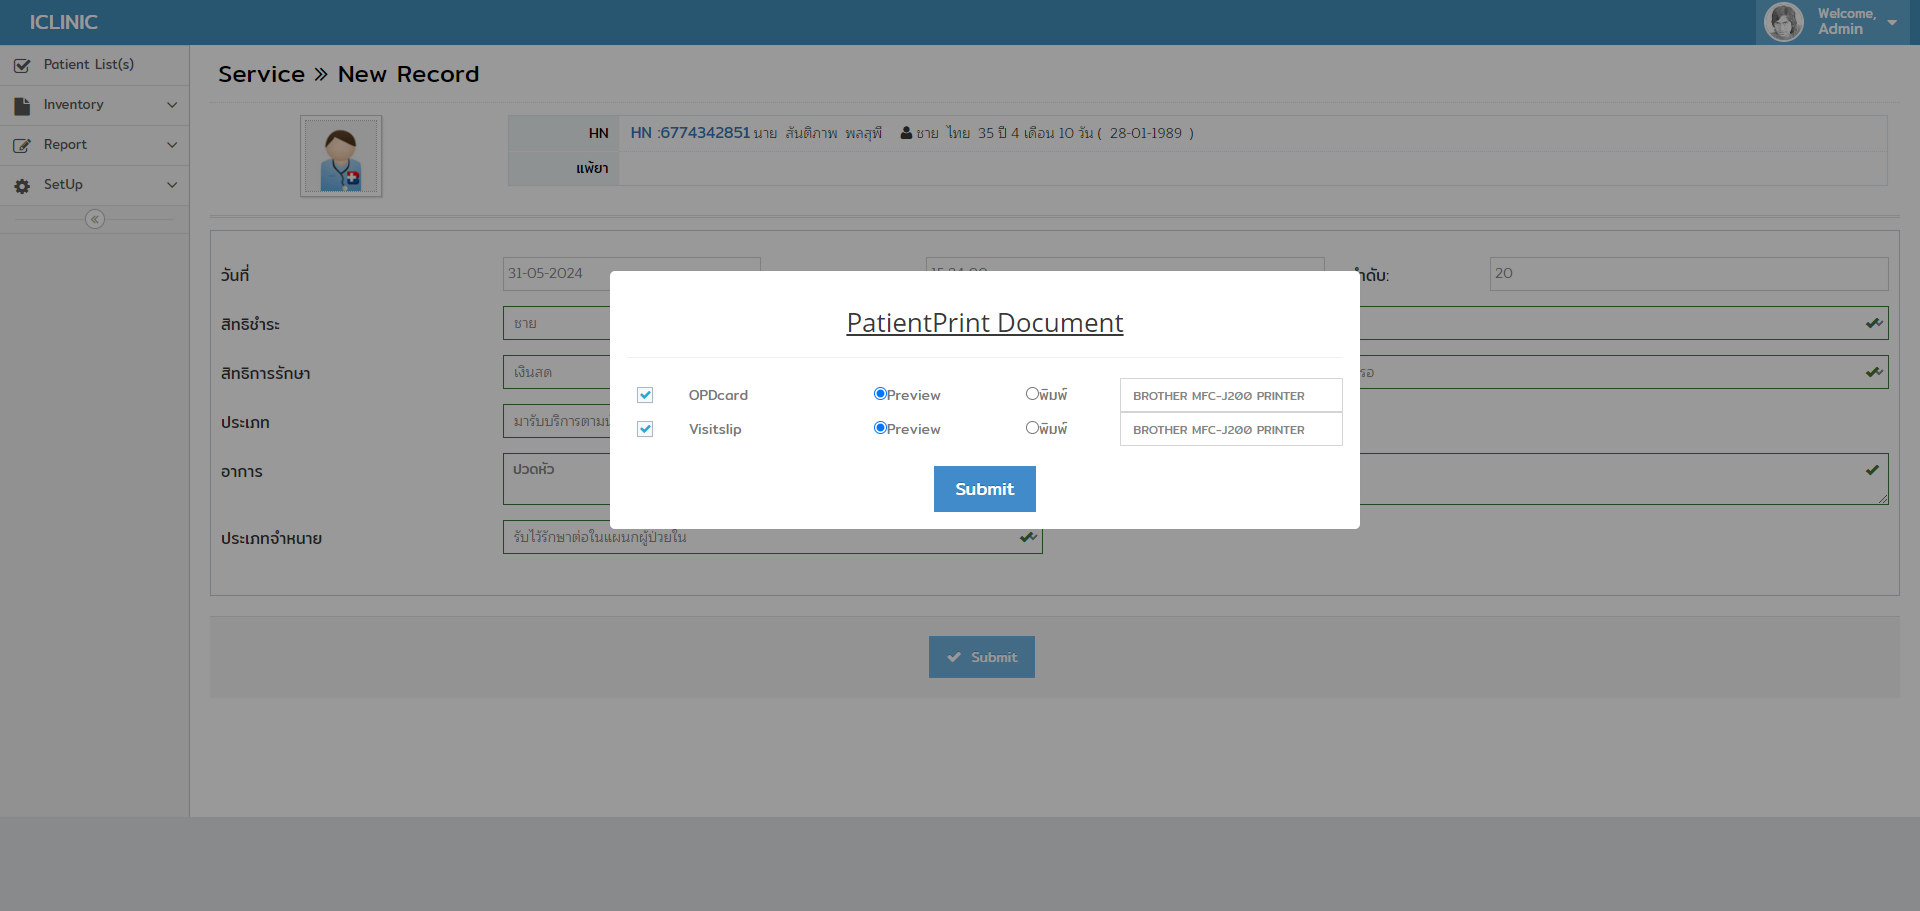 ICLINIC
Welcome,
Admin
Patient List(s)
Inventory
Report
SetUp
Service » New Record
HN HN :6774342851 นาย สันติภาพ พลสุพี ชาย ไทย 35 ปี 4 เดือน 10 วัน ( 28-01-1989 )
แพ้ยา
วันที่ 31-05-2024 ลำดับ: 20
สิทธิชำระ ชาย
สิทธิการรักษา เงินสด
ประเภท มารับบริการตาม
อาการ ปวดหัว
ประเภทจำหน่าย รับไว้รักษาต่อในแผนกผู้ป่วยใน
Submit
PatientPrint Document
OPDcard Preview พิมพ์ BROTHER MFC-J200 PRINTER
Visitslip Preview พิมพ์ BROTHER MFC-J200 PRINTER
Submit